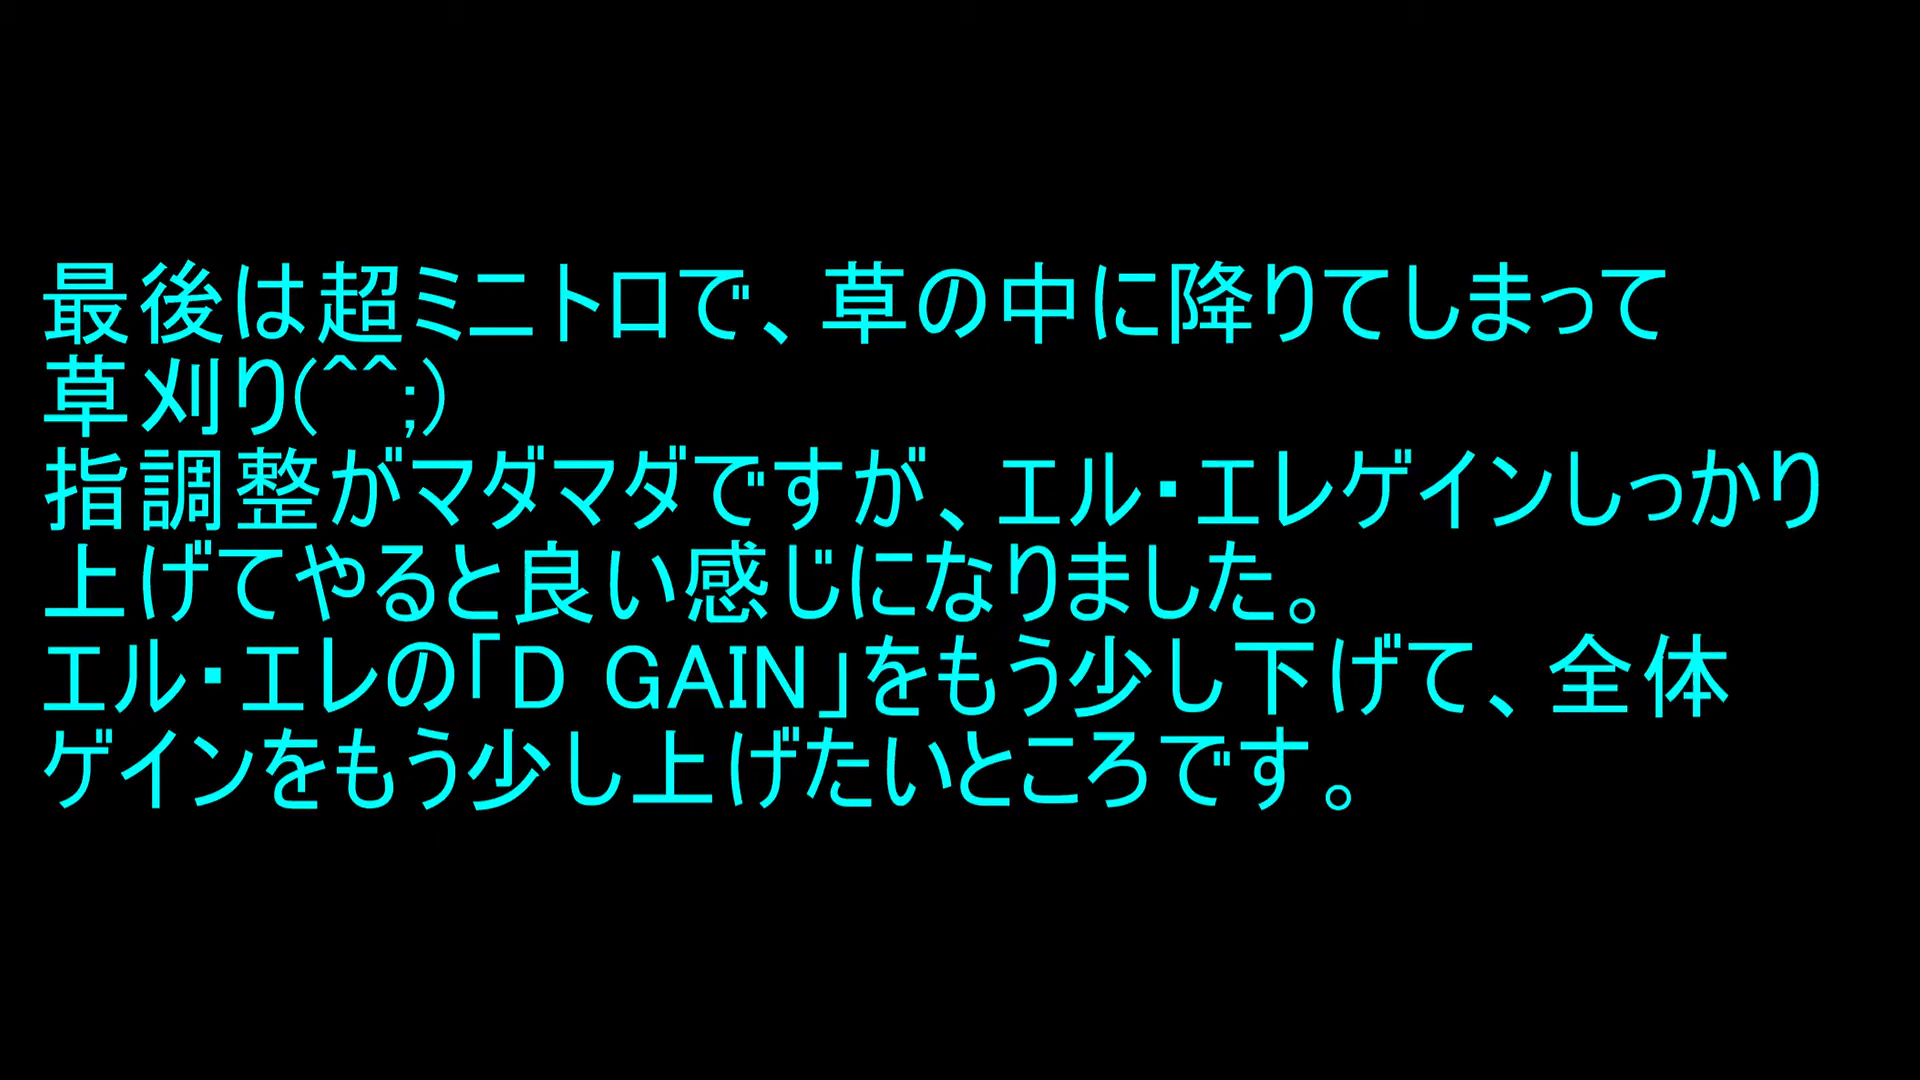 最後は超ミニトロで、草の中に降りてしまって
草刈り(^^;)
指調整がマダマダですが、エル・エレゲインしっかり
上げてやると良い感じになりました。
エル・エレの「D GAIN」をもう少し下げて、全体
ゲインをもう少し上げたいところです。